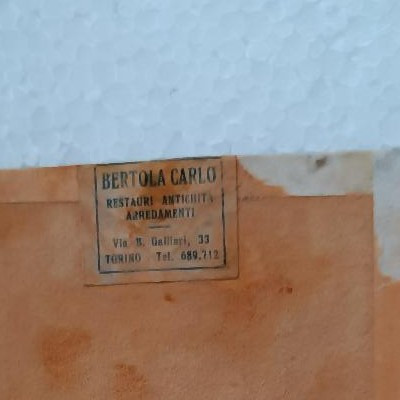 BERTOLA CARLO
RESTAURI ANTICHITÀ
ARREDAMENTI
Via B. Galliari, 33
TORINO Tel. 689.712